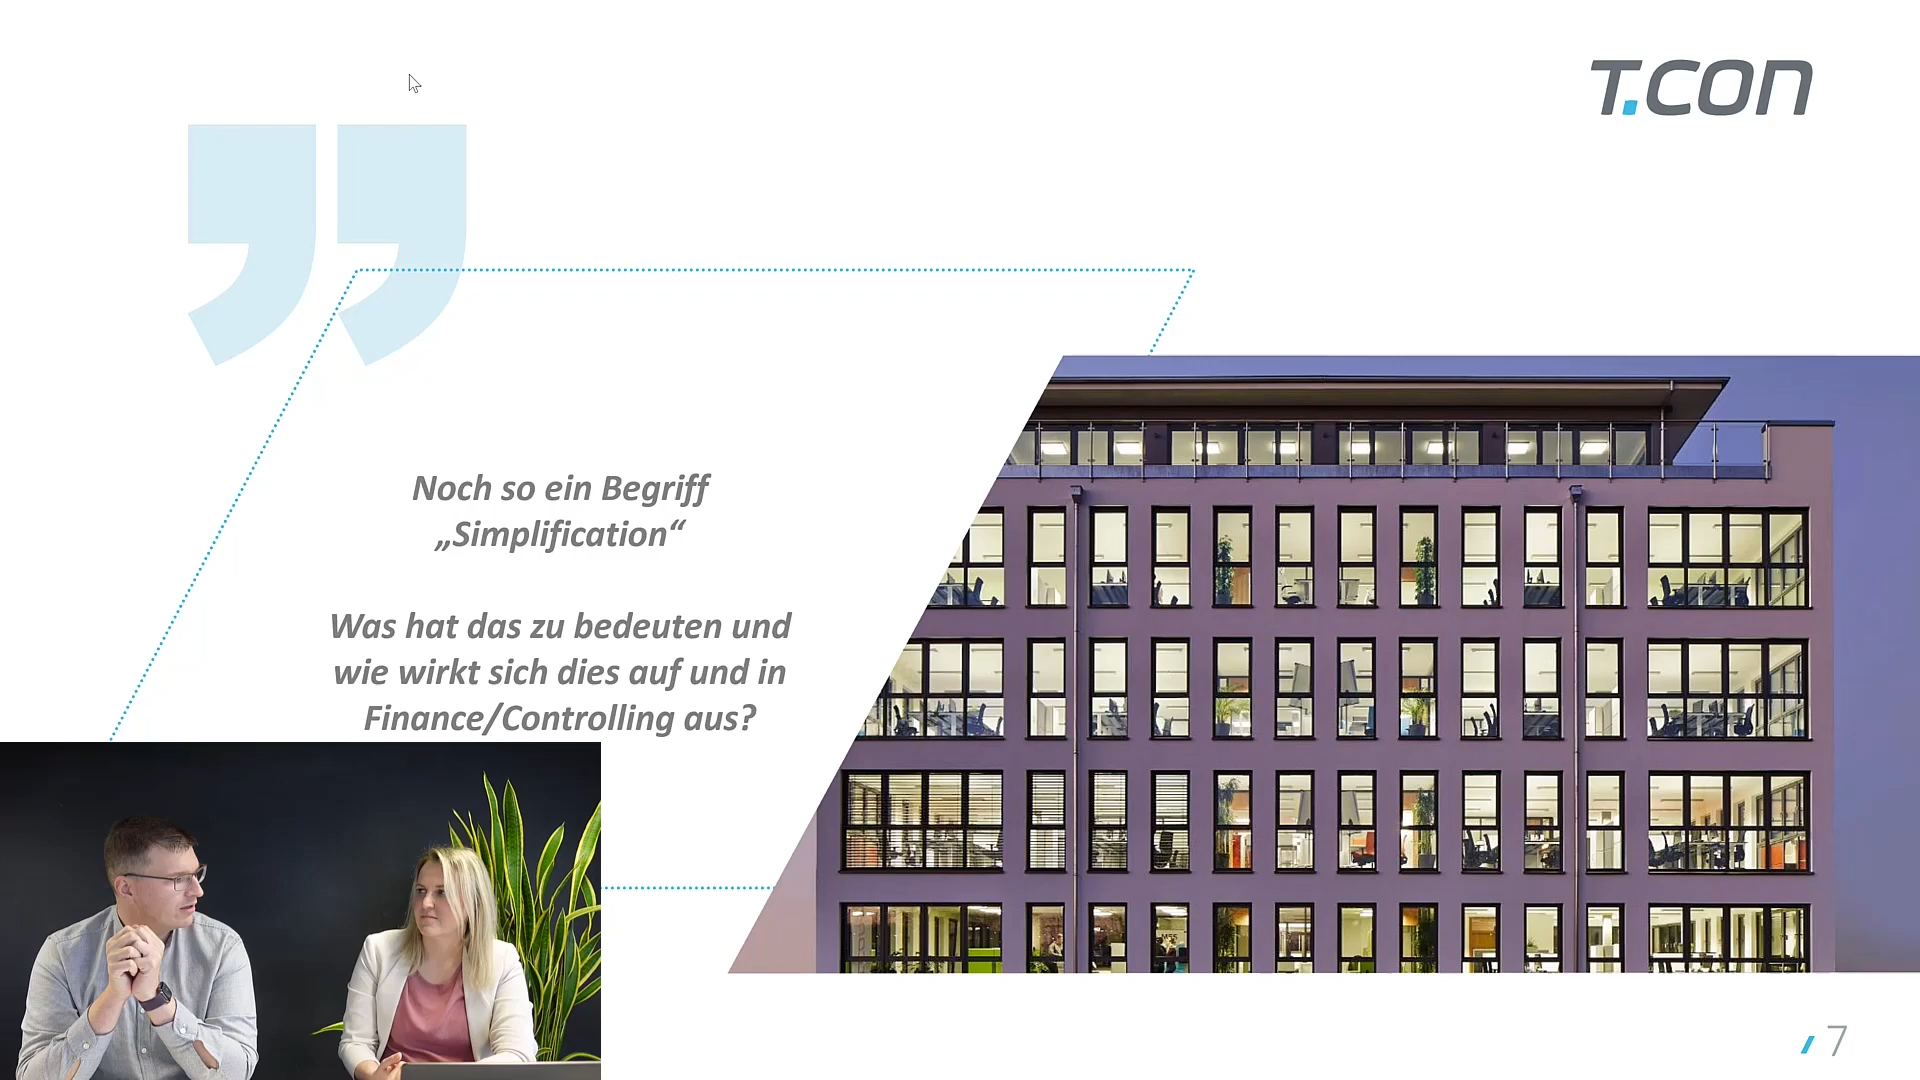 T.CON
Noch so ein Begriff
„Simplification“
Was hat das zu bedeuten und
wie wirkt sich dies auf und in
Finance/Controlling aus?
7